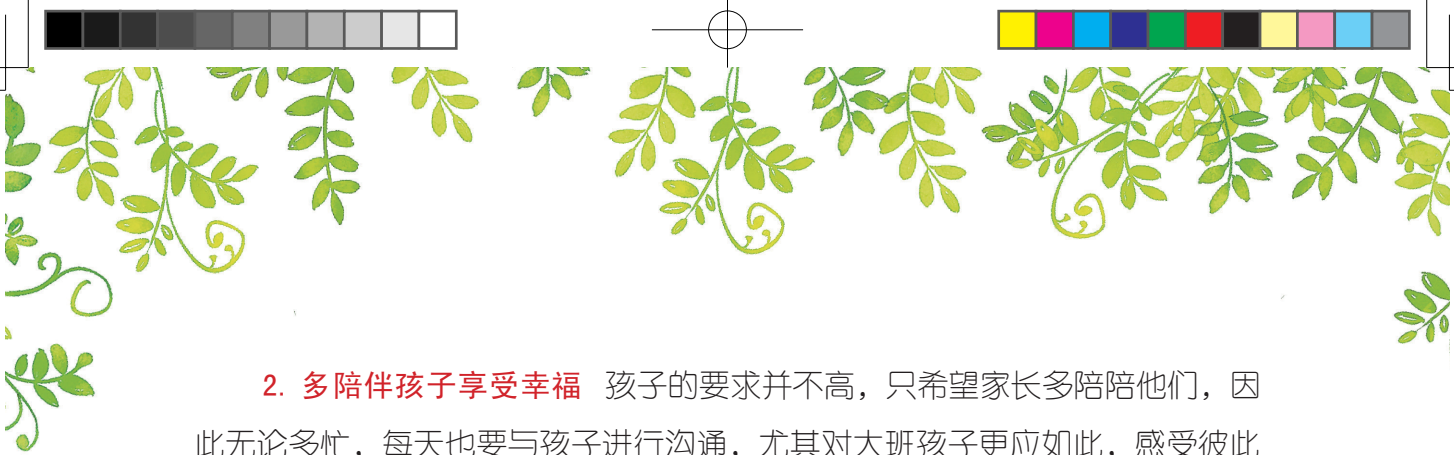 2. 多陪伴孩子享受幸福 孩子的要求并不高，只希望家长多陪陪他们，因
此无论多忙，每天也要与孩子进行沟通，尤其对大班孩子更应如此，感受彼此